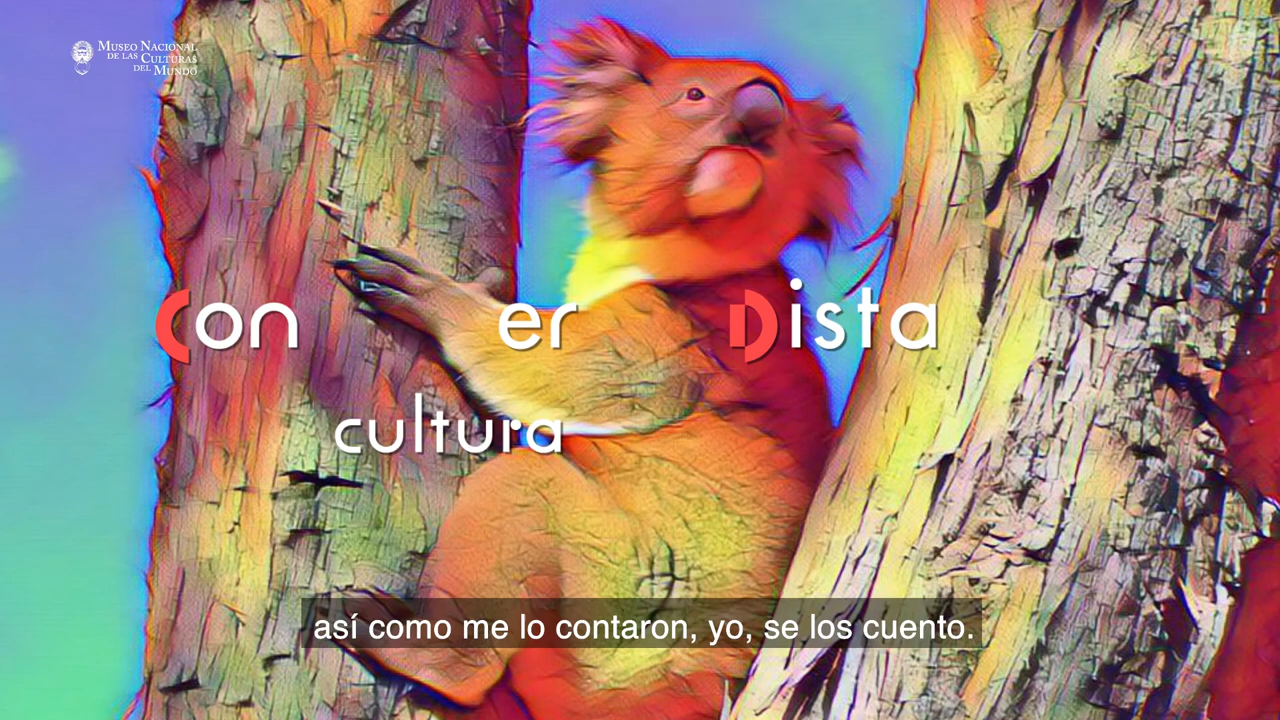 MUSEO NACIONAL
DE LAS CULTURAS
DEL MUNDO
Con er Dista
cultura
así como me lo contaron, yo, se los cuento.